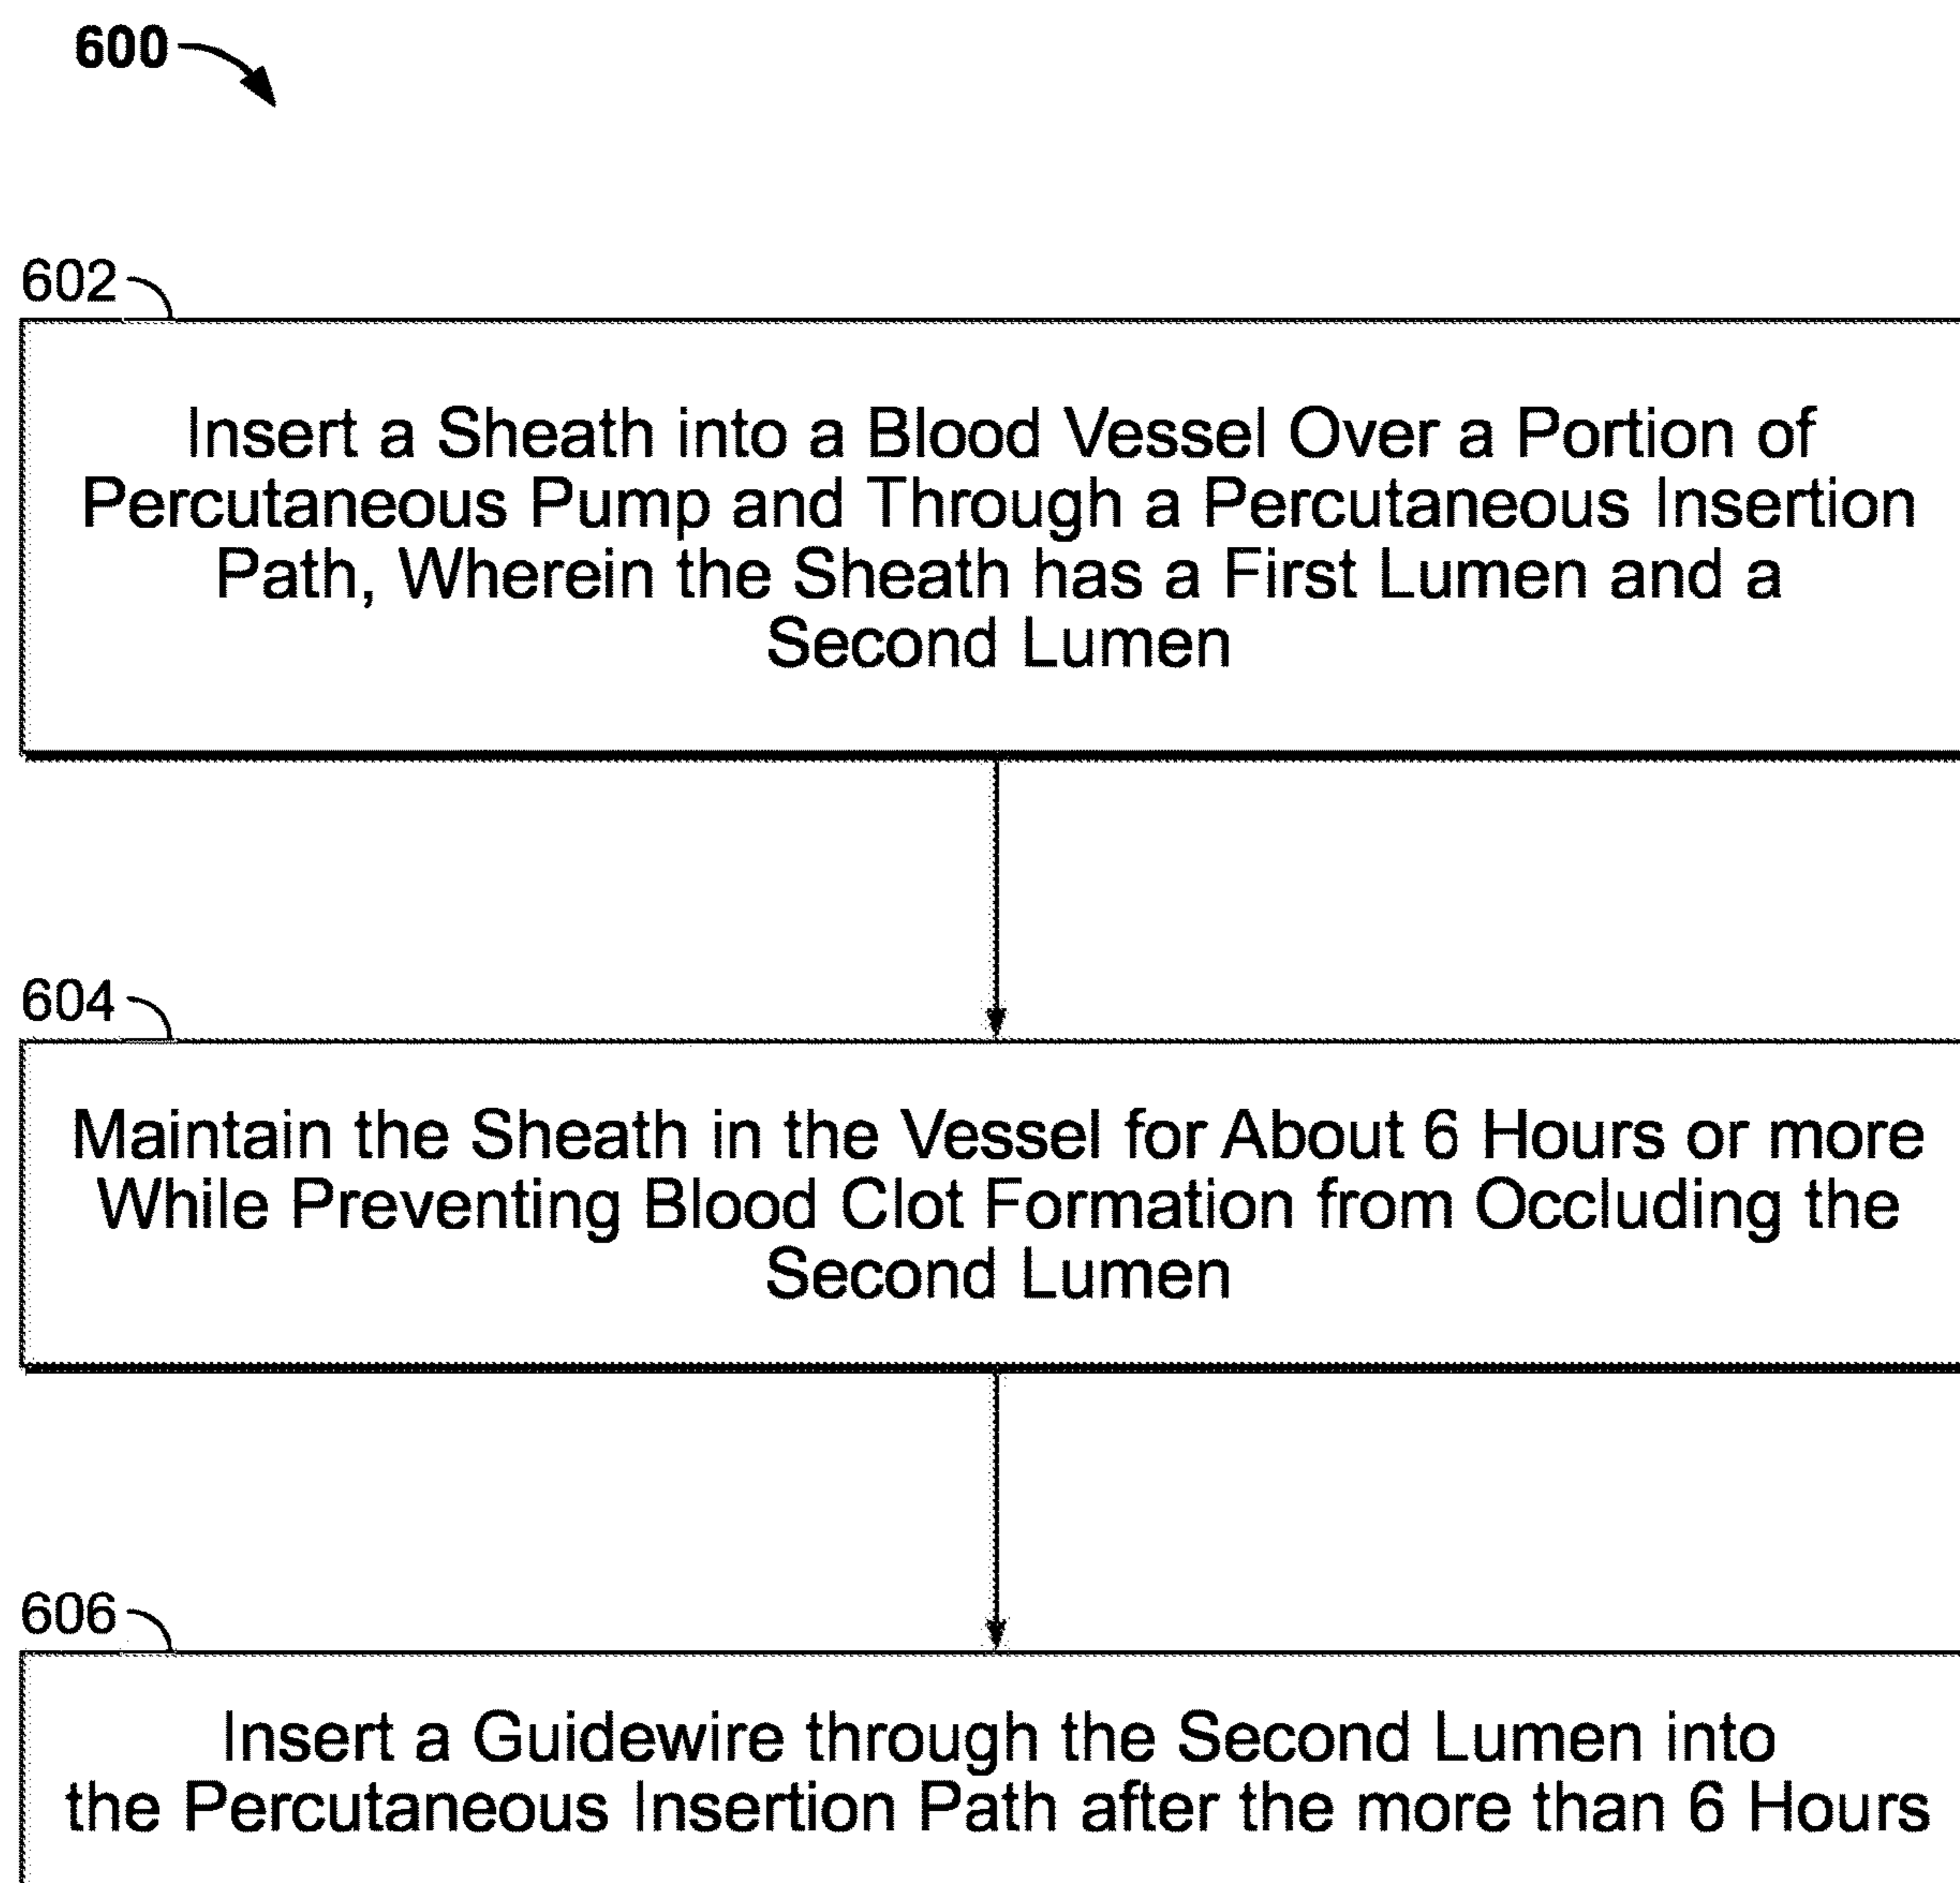 600
602
Insert a Sheath into a Blood Vessel Over a Portion of
Percutaneous Pump and Through a Percutaneous Insertion
Path, Wherein the Sheath has a First Lumen and a
Second Lumen
604
Maintain the Sheath in the Vessel for About 6 Hours or more
While Preventing Blood Clot Formation from Occluding the
Second Lumen
606
Insert a Guidewire through the Second Lumen into
the Percutaneous Insertion Path after the more than 6 Hours